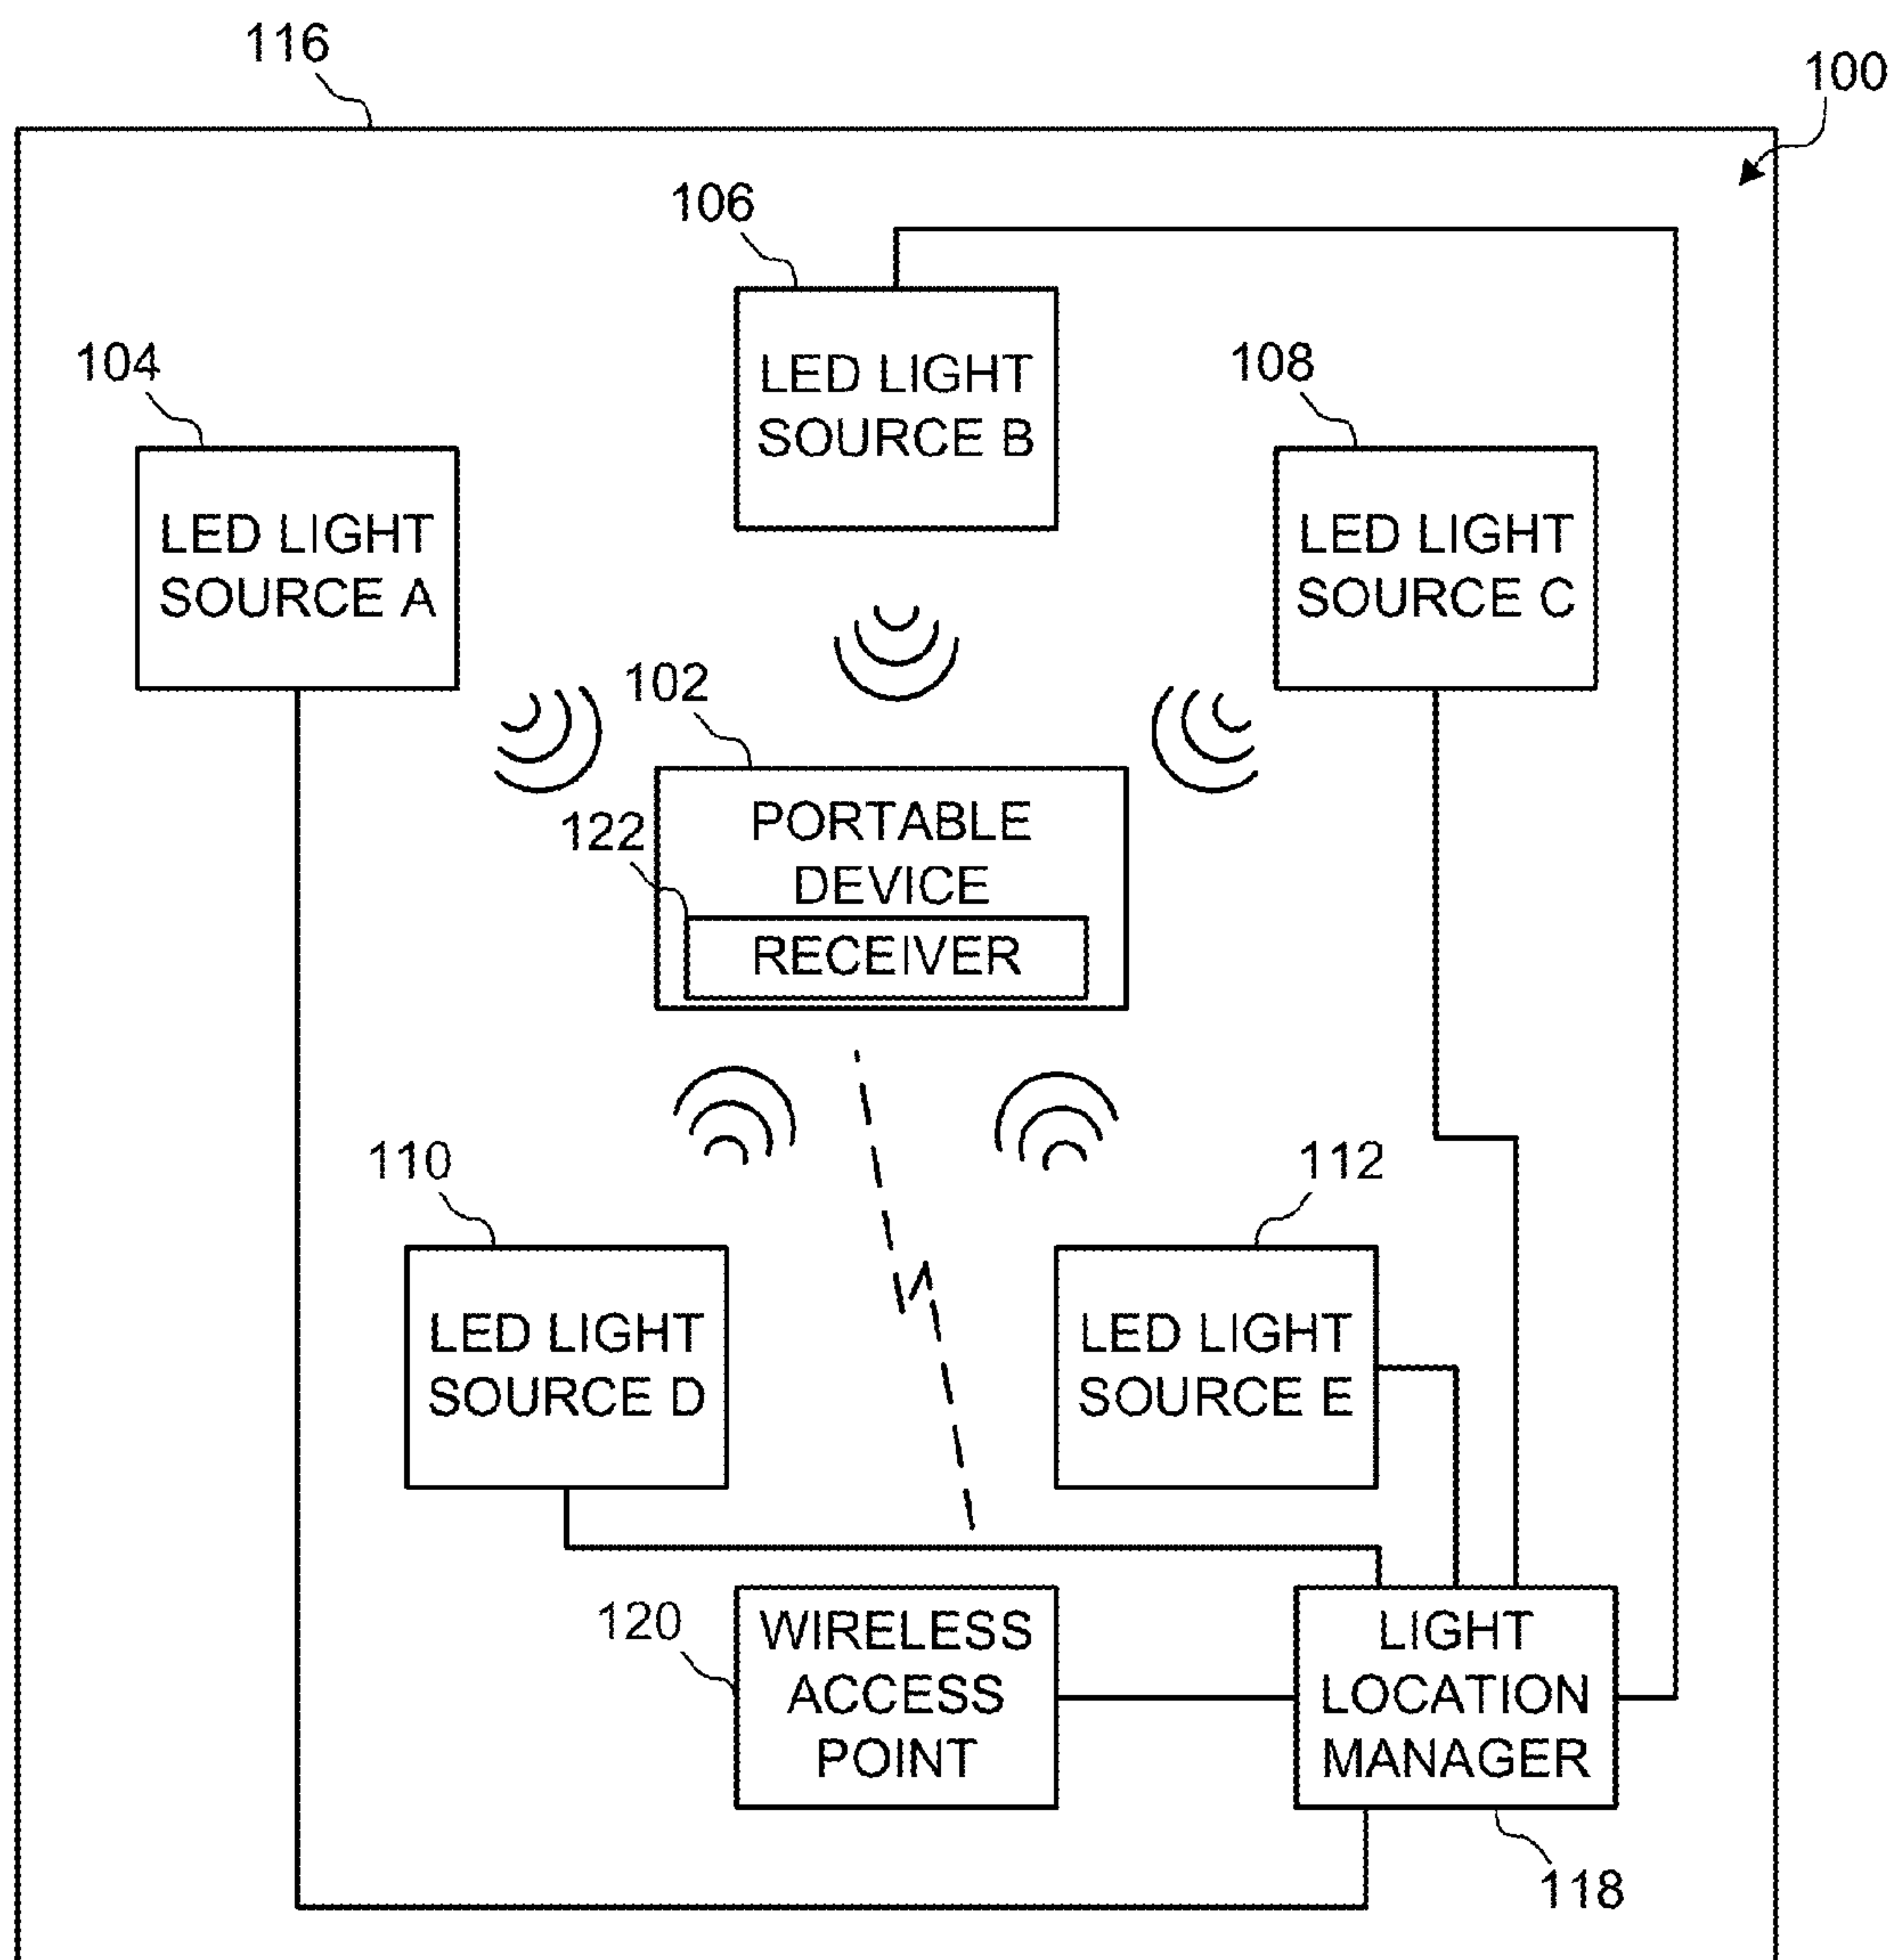 116
100
106
LED LIGHT
SOURCE B
104
108
LED LIGHT
SOURCE A
LED LIGHT
SOURCE C
102
PORTABLE
DEVICE
122
RECEIVER
110
112
LED LIGHT
SOURCE D
LED LIGHT
SOURCE E
120
WIRELESS
ACCESS
POINT
LIGHT
LOCATION
MANAGER
118